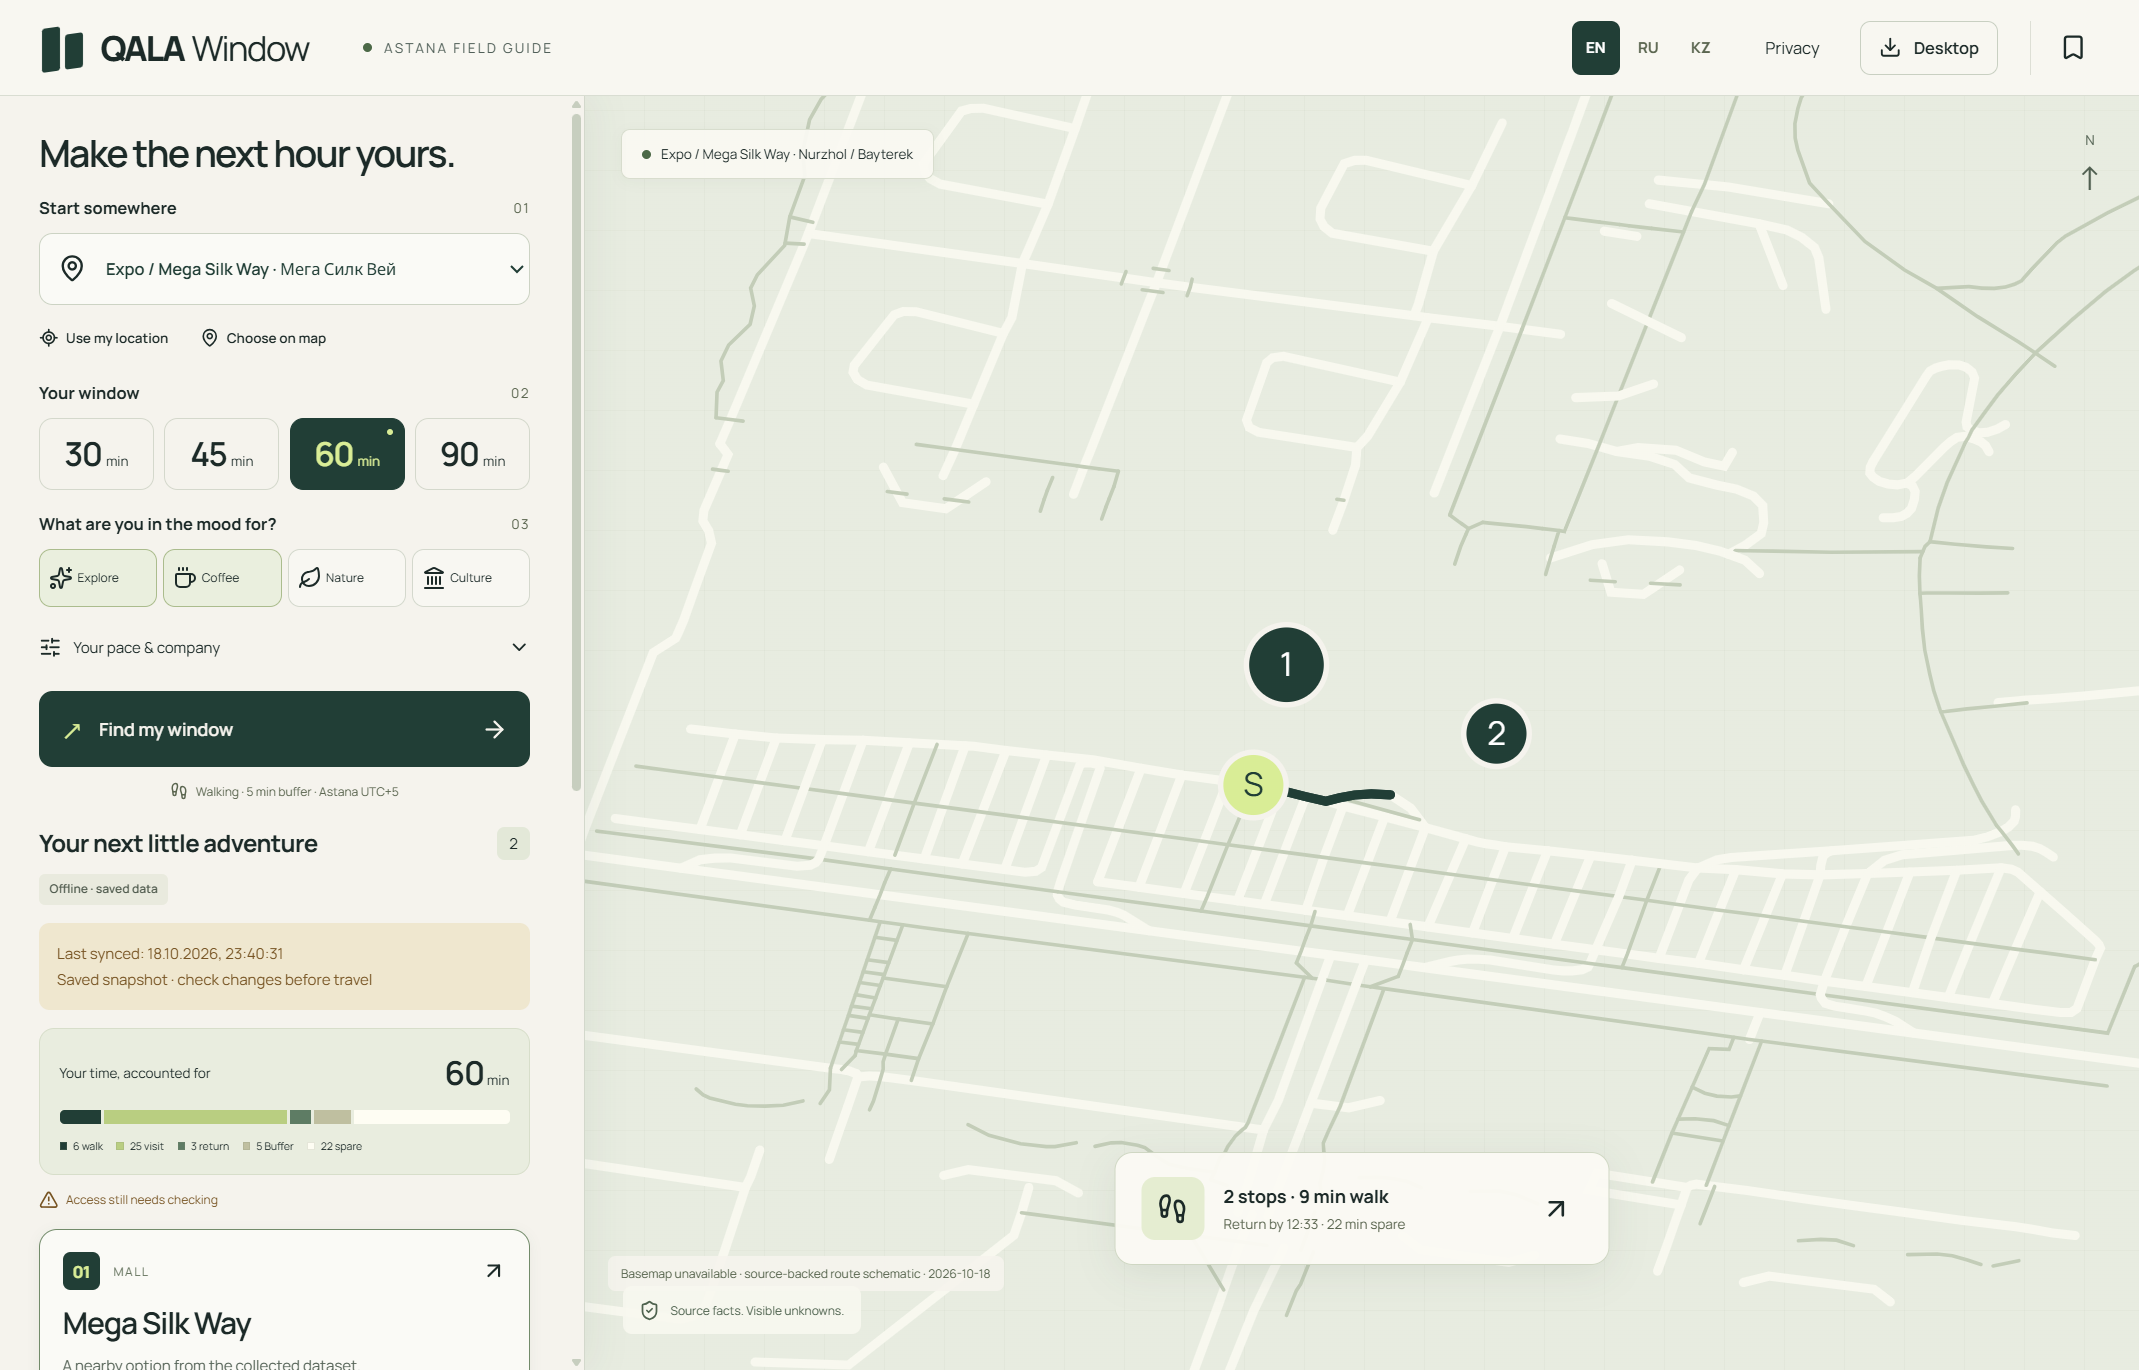 QALA Window
ASTANA FIELD GUIDE
EN
RU
KZ
Privacy
Desktop
Make the next hour yours.
Start somewhere
01
Expo / Mega Silk Way · Мега Силк Вей
Use my location
Choose on map
Your window
02
30 min
45 min
60 min
90 min
What are you in the mood for?
03
Explore
Coffee
Nature
Culture
Your pace & company
Find my window
Walking · 5 min buffer · Astana UTC+5
Your next little adventure
2
Offline · saved data
Last synced: 18.10.2026, 23:40:31
Saved snapshot · check changes before travel
Your time, accounted for
60 min
6 walk
25 visit
3 return
5 Buffer
22 spare
Access still needs checking
01
MALL
Mega Silk Way
A nearby option from the collected dataset
Expo / Mega Silk Way · Nurzhol / Bayterek
N
1
2
S
2 stops · 9 min walk
Return by 12:33 · 22 min spare
Basemap unavailable · source-backed route schematic · 2026-10-18
Source facts. Visible unknowns.